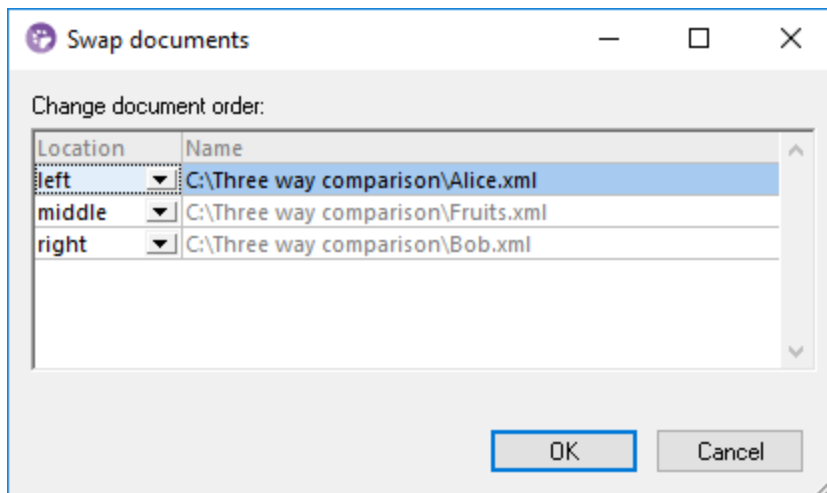 Swap documents
Change document order:
Location Name
left C:\Three way comparison\Alice.xml
middle C:\Three way comparison\Fruits.xml
right C:\Three way comparison\Bob.xml
OK Cancel